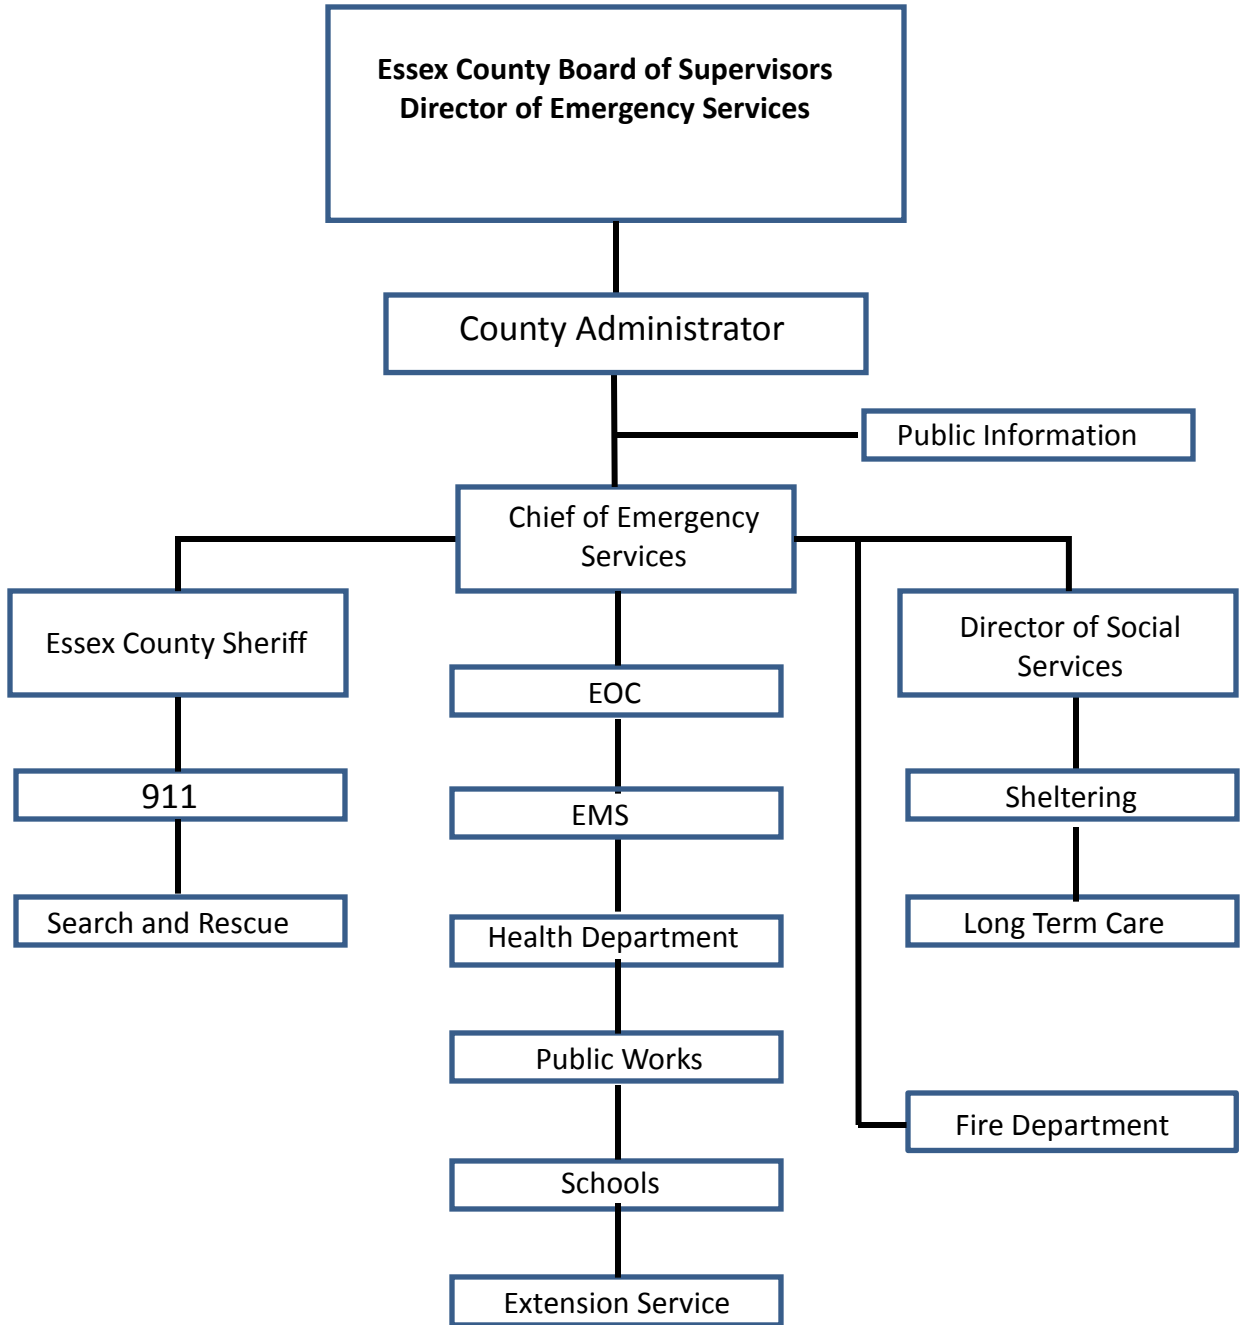 Essex County Board of Supervisors
Director of Emergency Services
County Administrator
Public Information
Chief of Emergency
Services
Essex County Sheriff
911
Search and Rescue
EOC
EMS
Health Department
Public Works
Schools
Extension Service
Director of Social
Services
Sheltering
Long Term Care
Fire Department